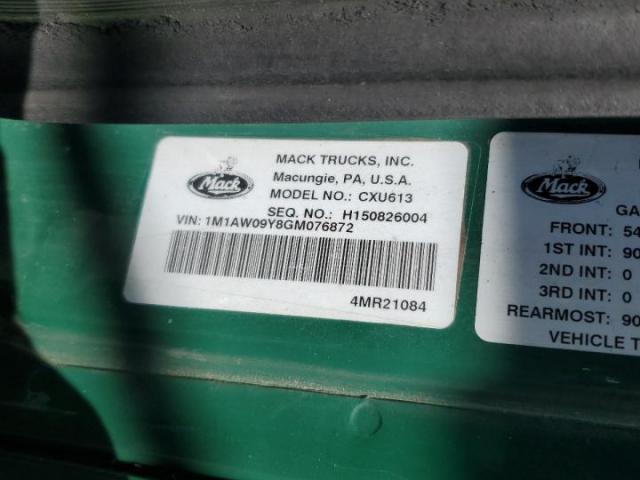 Mack
MACK TRUCKS, INC.
Macungie, PA, U.S.A.
MODEL NO.: CXU613
SEQ. NO.: H150826004
VIN: 1M1AW09Y8GM076872
4MR21084
Mack
GA
FRONT: 54
1ST INT: 90
2ND INT: 0
3RD INT: 0
REARMOST: 90
VEHICLE T